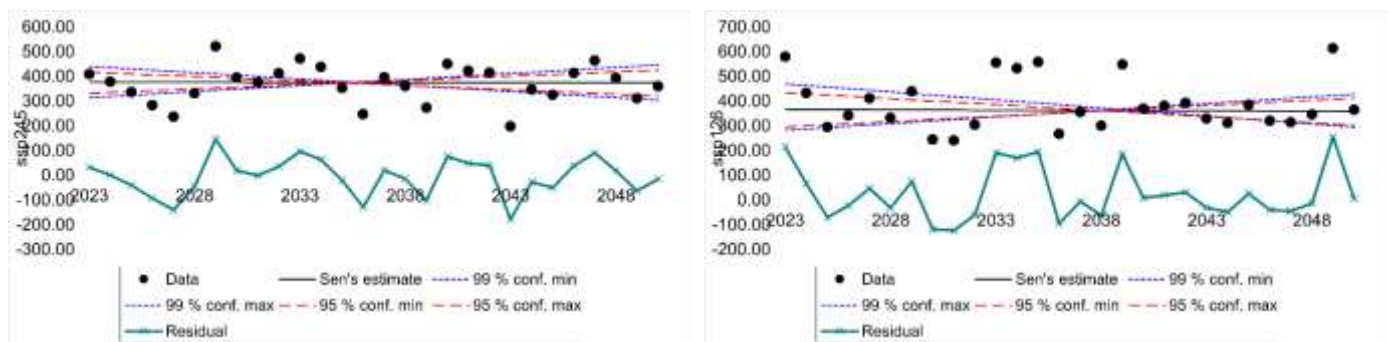 600.00
500.00
400.00
300.00
200.00
100.00
0.00
-100.00
-200.00
-300.00
ssp245
2023 2028 2033 2038 2043 2048
Data Sen's estimate 99 % conf. min
99 % conf. max 95 % conf. min 95 % conf. max
Residual
700.00
600.00
500.00
400.00
300.00
200.00
100.00
0.00
-100.00
-200.00
ssp126
2023 2028 2033 2038 2043 2048
Data Sen's estimate 99 % conf. min
99 % conf. max 95 % conf. min 95 % conf. max
Residual